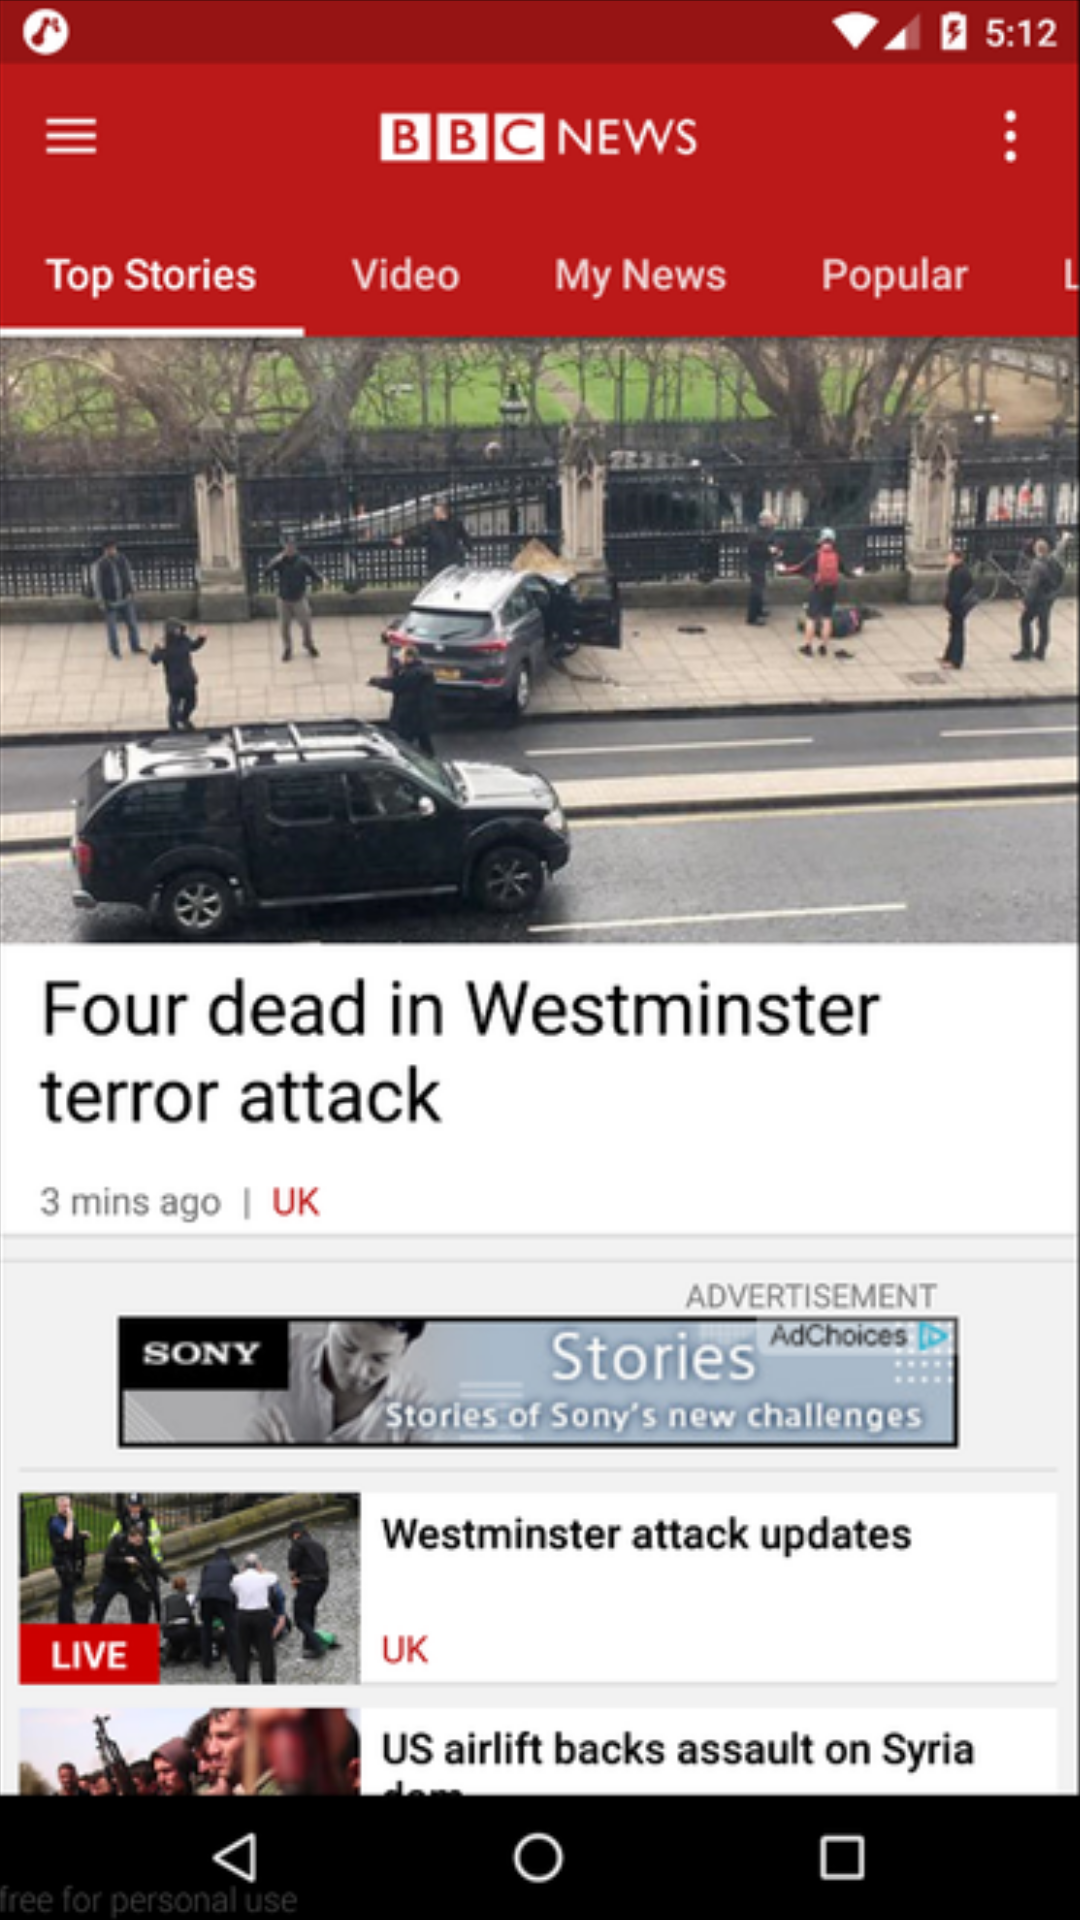 5:12
BBC NEWS
Top Stories
Video
My News
Popular
L
Four dead in Westminster
terror attack
3 mins ago | UK
ADVERTISEMENT
SONY
Stories
AdChoices
Stories of Sony's new challenges
Westminster attack updates
LIVE
UK
US airlift backs assault on Syria
dam
free for personal use